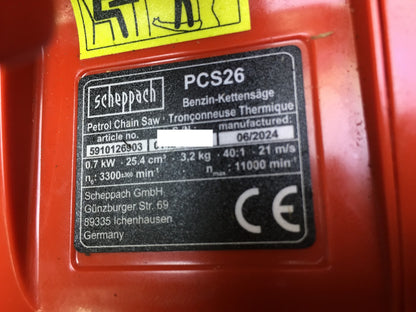 scheppach
PCS26
Benzin-Kettensäge
Petrol Chain Saw · Tronçonneuse Thermique
article no. manufactured:
5910126903 06/2024
0.7 kW · 25.4 cm³ · 3,2 kg · 40:1 · 21 m/s
n₁: 3300±300 min⁻¹ nmax: 11000 min⁻¹
Scheppach GmbH,
Günzburger Str. 69
89335 Ichenhausen
Germany
CE